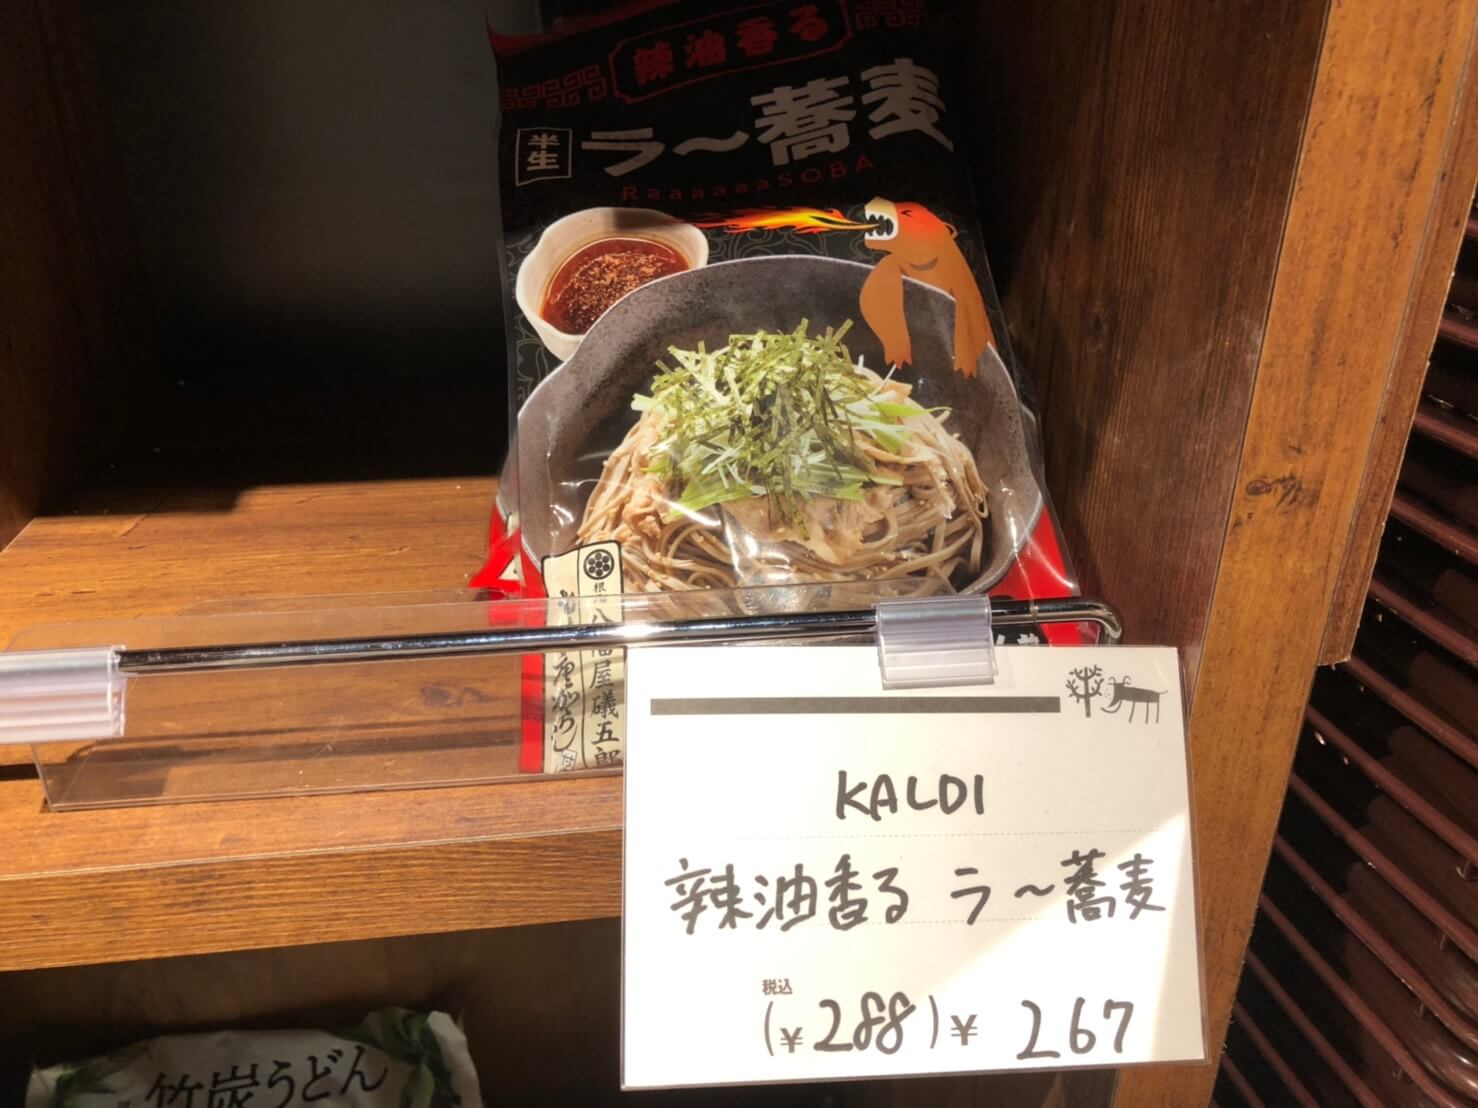 辣油香る
半生
ラ〜蕎麦
RaaaaaaSOBA
八幡屋礒五郎
KALDI
辣油香る ラ〜蕎麦
税込
(¥288) ¥ 267
竹炭うどん